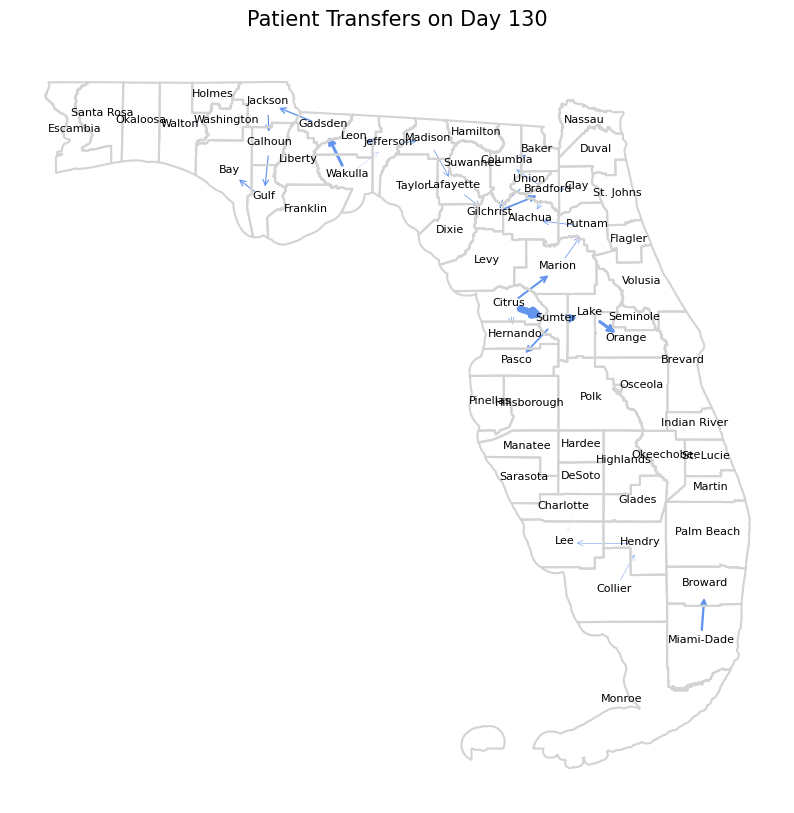 Patient Transfers on Day 130
Holmes
Jackson
Santa Rosa
Okaloosa
Walton
Washington
Escambia
Gadsden
Nassau
Leon
Jefferson
Madison
Hamilton
Calhoun
Baker
Duval
Liberty
Suwannee
Columbia
Bay
Wakulla
Union
Taylor
Lafayette
Bradford
Clay
St. Johns
Gulf
Franklin
Gilchrist
Alachua
Putnam
Dixie
Flagler
Levy
Marion
Volusia
Citrus
Sumter
Lake
Seminole
Hernando
Orange
Pasco
Brevard
Osceola
Pinellas
Hillsborough
Polk
Indian River
Manatee
Hardee
Highlands
Okeechobee
St. Lucie
Sarasota
DeSoto
Martin
Charlotte
Glades
Palm Beach
Lee
Hendry
Collier
Broward
Miami-Dade
Monroe